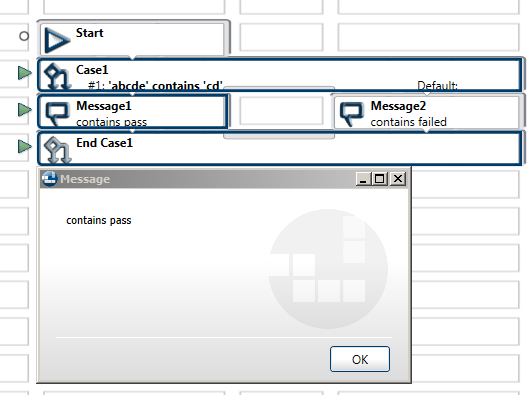 Start
Case1
#1: 'abcde' contains 'cd' Default:
Message1 Message2
contains pass contains failed
End Case1
Message
contains pass
OK